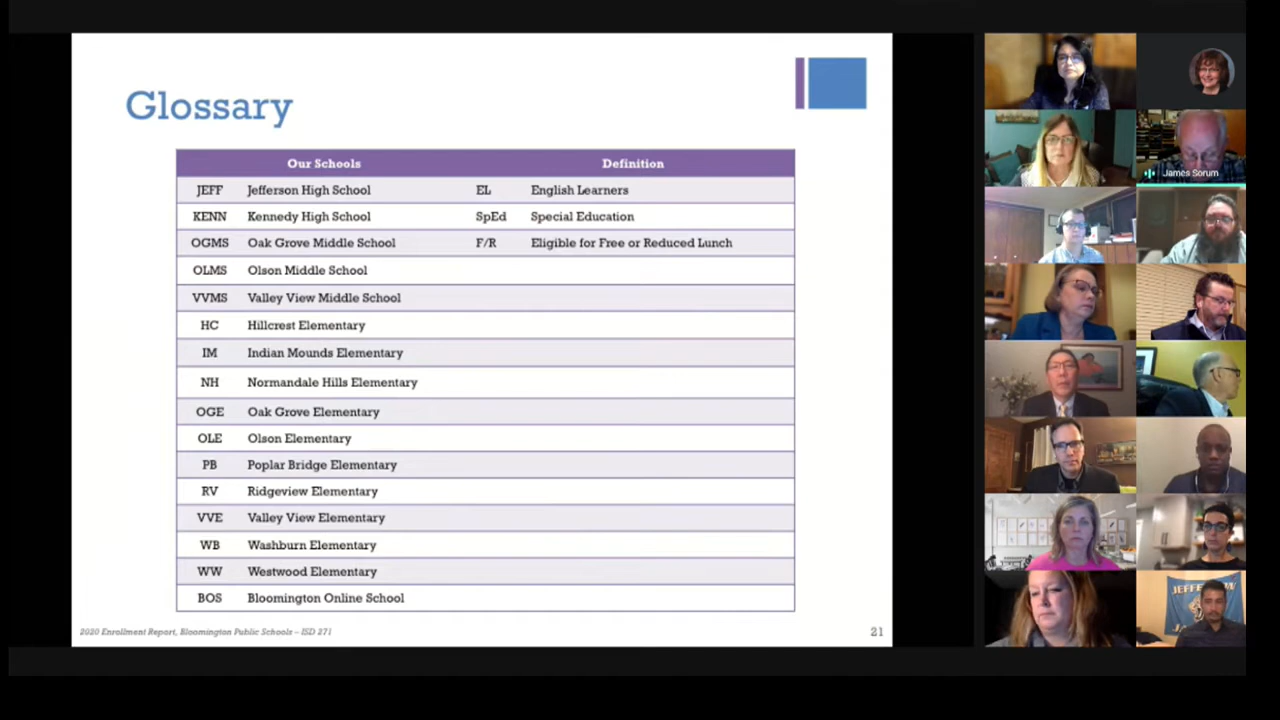 Glossary
Our Schools Definition
JEFF Jefferson High School EL English Learners
KENN Kennedy High School SpEd Special Education
OGMS Oak Grove Middle School F/R Eligible for Free or Reduced Lunch
OLMS Olson Middle School
VVMS Valley View Middle School
HC Hillcrest Elementary
IM Indian Mounds Elementary
NH Normandale Hills Elementary
OGE Oak Grove Elementary
OLE Olson Elementary
PB Poplar Bridge Elementary
RV Ridgeview Elementary
VVE Valley View Elementary
WB Washburn Elementary
WW Westwood Elementary
BOS Bloomington Online School
2020 Enrollment Report, Bloomington Public Schools – ISD 271 21
James Sorum